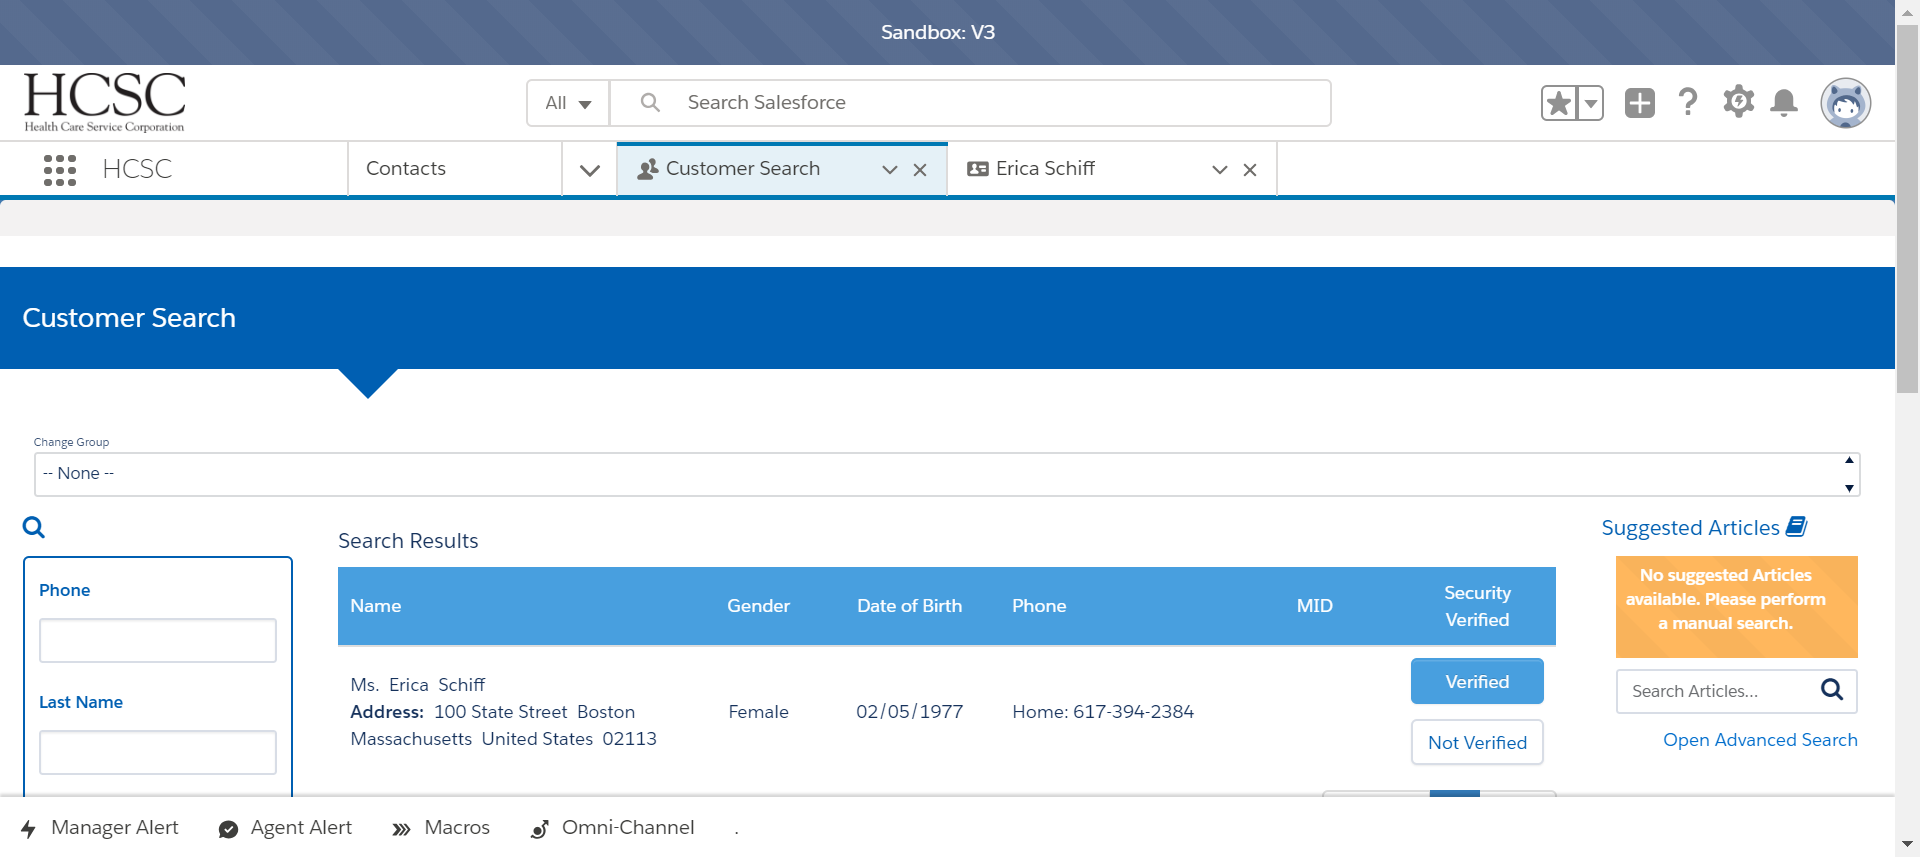 Sandbox: V3
HCSC
Health Care Service Corporation
All
Search Salesforce
HCSC
Contacts
Customer Search
Erica Schiff
Customer Search
Change Group
-- None --
Phone
Last Name
Search Results
Name Gender Date of Birth Phone MID Security Verified
Ms. Erica Schiff
Address: 100 State Street Boston
Massachusetts United States 02113
Female
02/05/1977
Home: 617-394-2384
Verified
Not Verified
Suggested Articles
No suggested Articles
available. Please perform
a manual search.
Search Articles...
Open Advanced Search
Manager Alert
Agent Alert
Macros
Omni-Channel
.